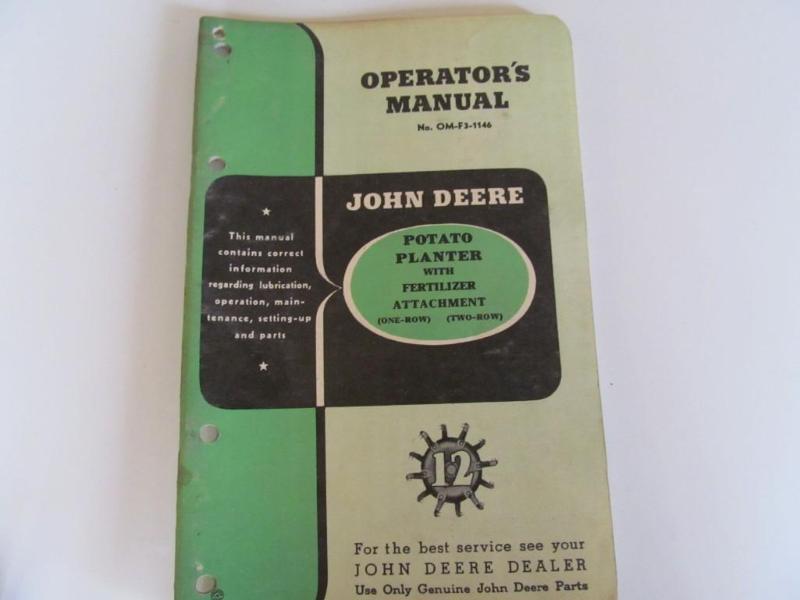 OPERATOR'S
MANUAL
No. OM-F3-1146
JOHN DEERE
POTATO
PLANTER
WITH
FERTILIZER
ATTACHMENT
(ONE-ROW) (TWO-ROW)
This manual
contains correct
information
regarding lubrication,
operation, main-
tenance, setting-up
and parts
12
For the best service see your
JOHN DEERE DEALER
Use Only Genuine John Deere Parts